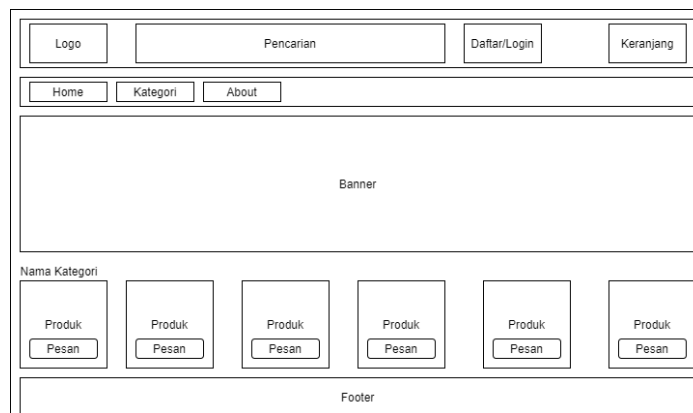 Logo
Pencarian
Daftar/Login
Keranjang
Home
Kategori
About
Banner
Nama Kategori
Produk
Produk
Produk
Produk
Produk
Produk
Pesan
Pesan
Pesan
Pesan
Pesan
Pesan
Footer